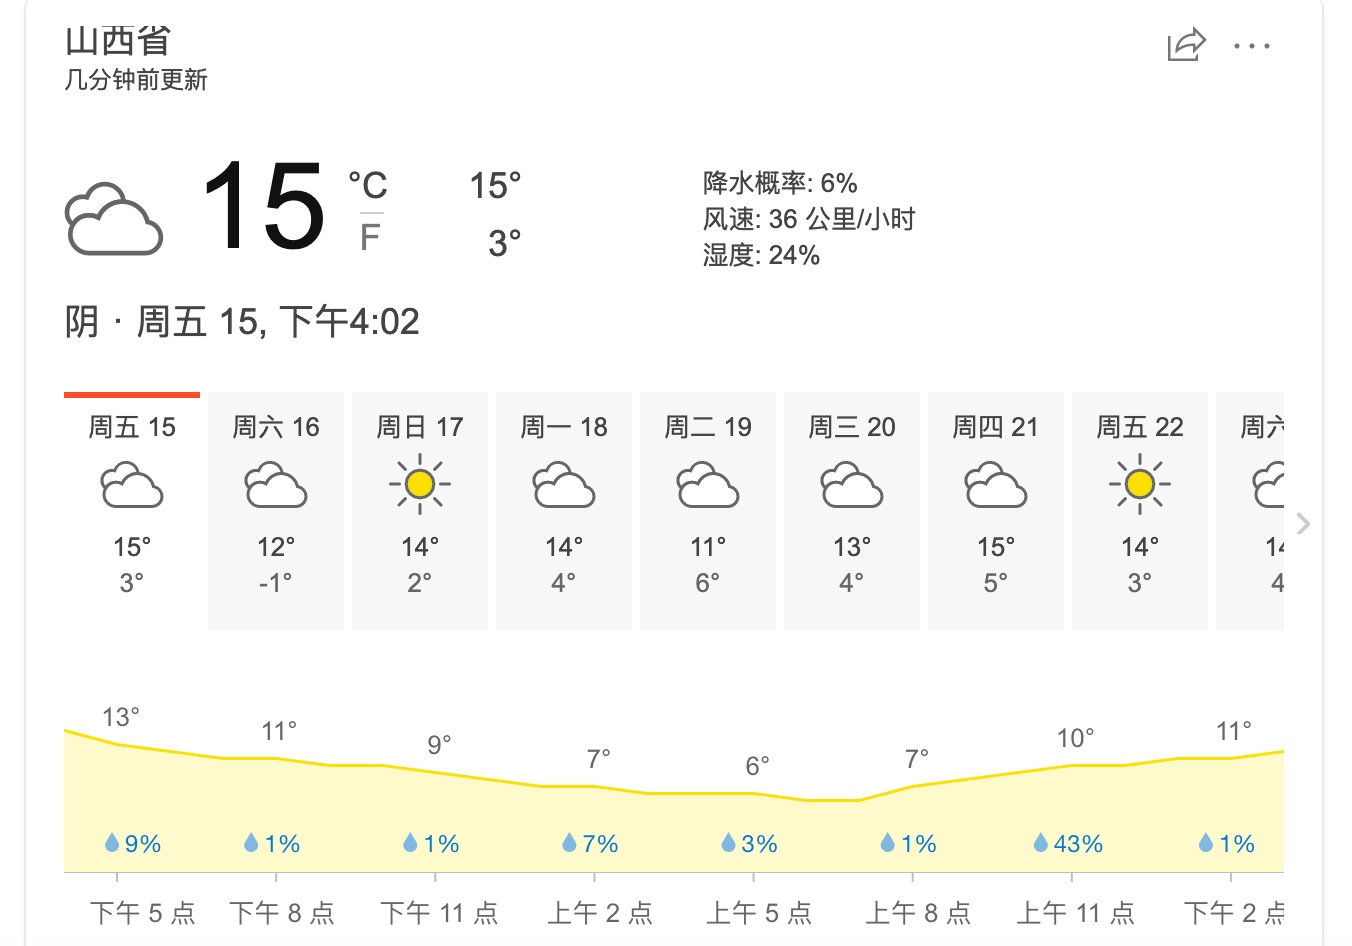 山西省
几分钟前更新
15 °C
F
15°
3°
降水概率: 6%
风速: 36 公里/小时
湿度: 24%
阴 · 周五 15, 下午4:02
周五 15 周六 16 周日 17 周一 18 周二 19 周三 20 周四 21 周五 22
15° 12° 14° 14° 11° 13° 15° 14°
3° -1° 2° 4° 6° 4° 5° 3° 4
13° 11° 9° 7° 6° 7° 10° 11°
9% 1% 1% 7% 3% 1% 43% 1%
下午 5 点 下午 8 点 下午 11 点 上午 2 点 上午 5 点 上午 8 点 上午 11 点 下午 2 点